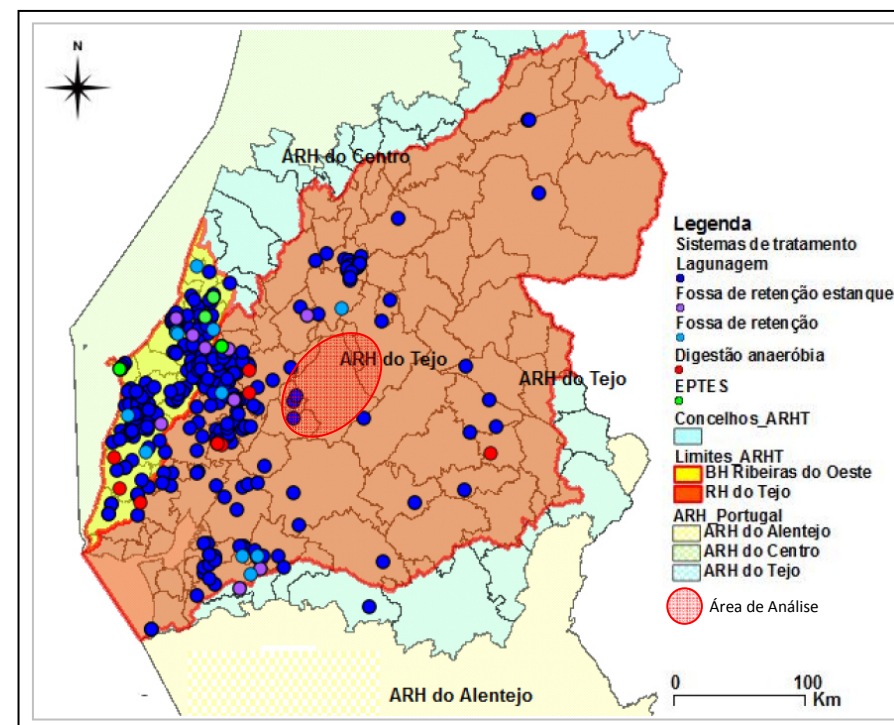 N
ARH do Centro
ARH do Tejo
ARH do Tejo
ARH do Alentejo
Legenda
Sistemas de tratamento
Lagunagem
Fossa de retenção estanque
Fossa de retenção
Digestão anaeróbia
EPTES
Concelhos_ARHT
Limites_ARHT
BH Ribeiras do Oeste
RH do Tejo
ARH_Portugal
ARH do Alentejo
ARH do Centro
ARH do Tejo
Área de Análise
0 100
Km